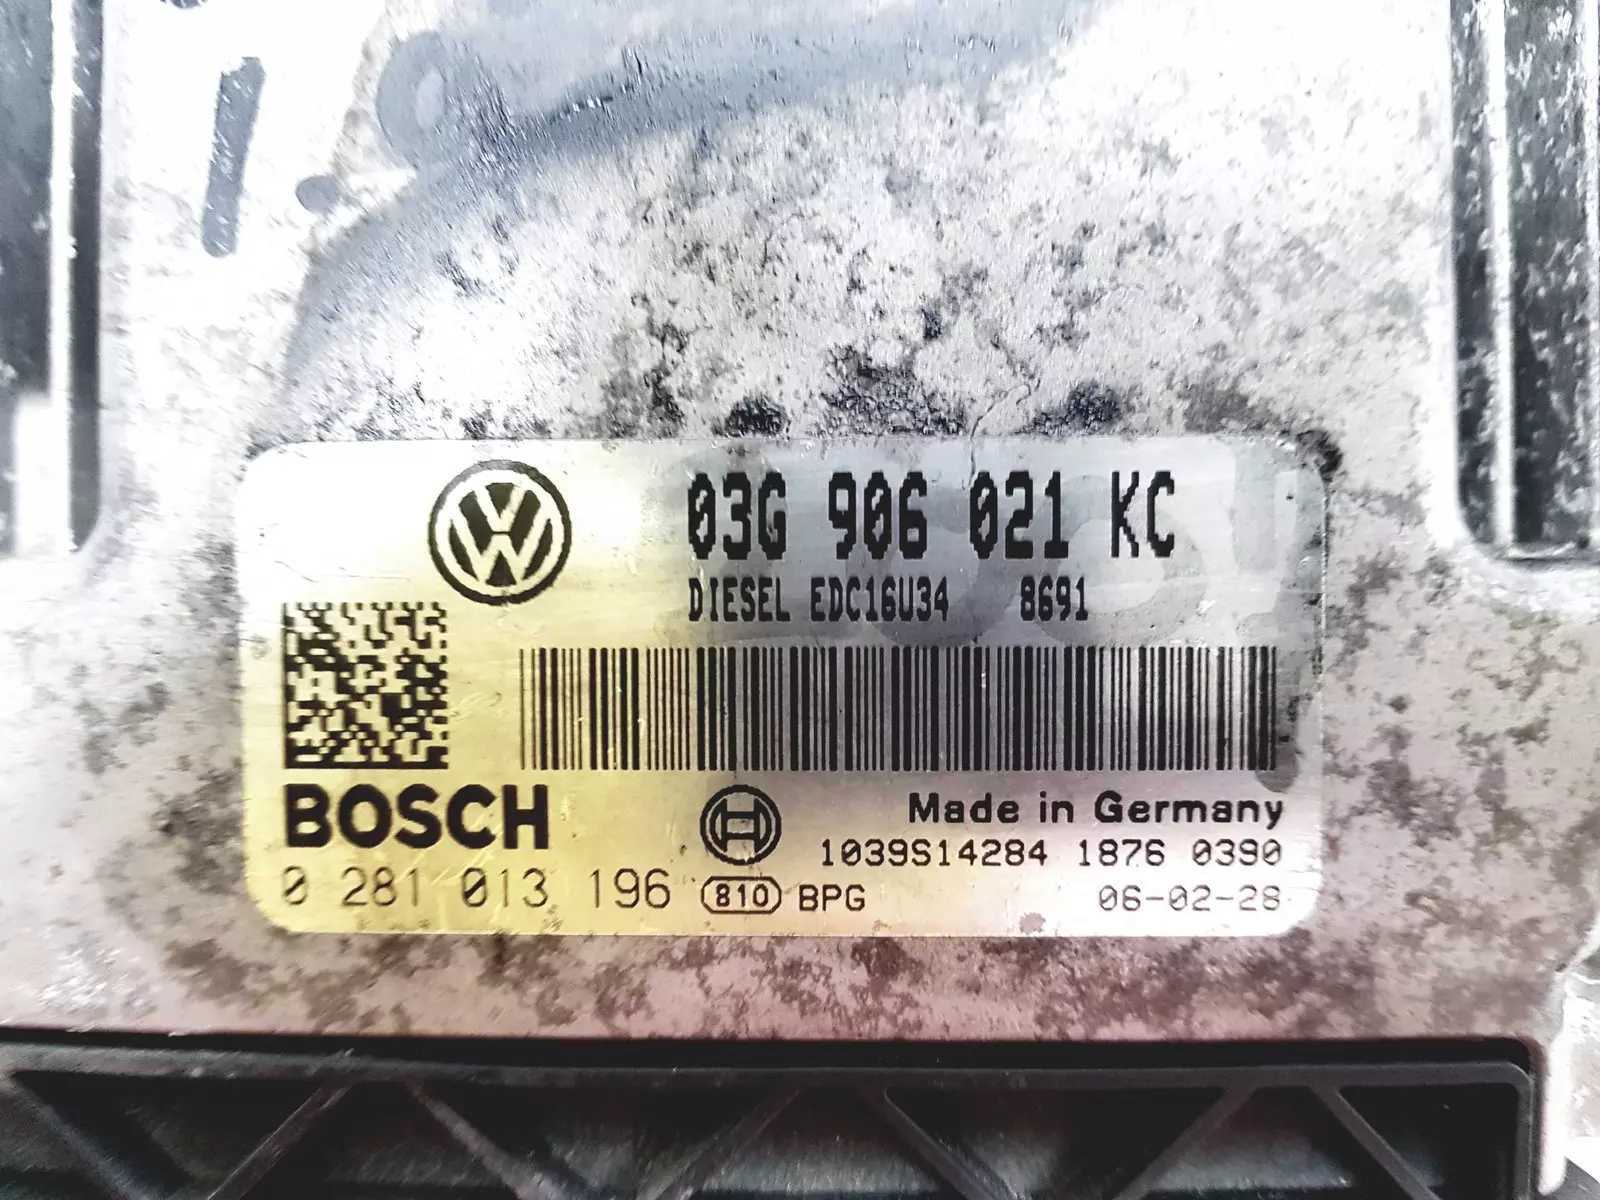 03G 906 021 KC
DIESEL EDC16U34 8691
BOSCH
Made in Germany
1039S14284 1876 0390
0 281 013 196 810 BPG 06-02-28